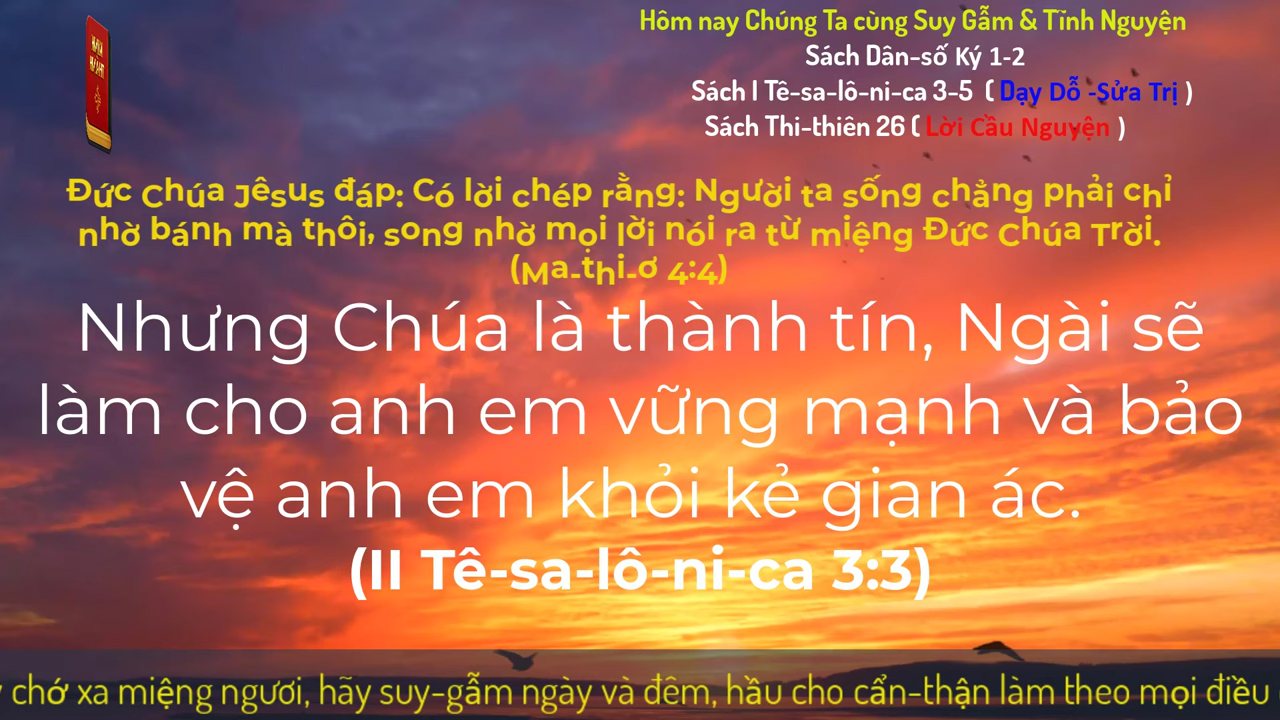 Hôm nay Chúng Ta cùng Suy Gẫm & Tĩnh Nguyện
Sách Dân-số Ký 1-2
Sách I Tê-sa-lô-ni-ca 3-5 ( Dạy Dỗ -Sửa Trị )
Sách Thi-thiên 26 ( Lời Cầu Nguyện )
Đức Chúa Jêsus đáp: Có lời chép rằng: Người ta sống chẳng phải chỉ
nhờ bánh mà thôi, song nhờ mọi lời nói ra từ miệng Đức Chúa Trời.
(Ma-thi-ơ 4:4)
Nhưng Chúa là thành tín, Ngài sẽ
làm cho anh em vững mạnh và bảo
vệ anh em khỏi kẻ gian ác.
(II Tê-sa-lô-ni-ca 3:3)
chớ xa miệng ngươi, hãy suy-gẫm ngày và đêm, hầu cho cẩn-thận làm theo mọi điều